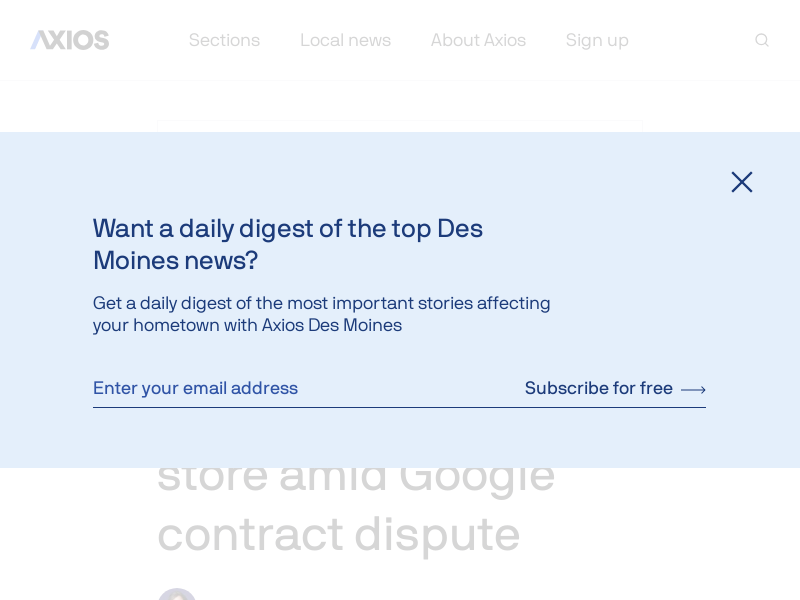 AXIOS
Sections
Local news
About Axios
Sign up
Want a daily digest of the top Des
Moines news?
Get a daily digest of the most important stories affecting
your hometown with Axios Des Moines
Enter your email address
Subscribe for free
store amid Google
contract dispute